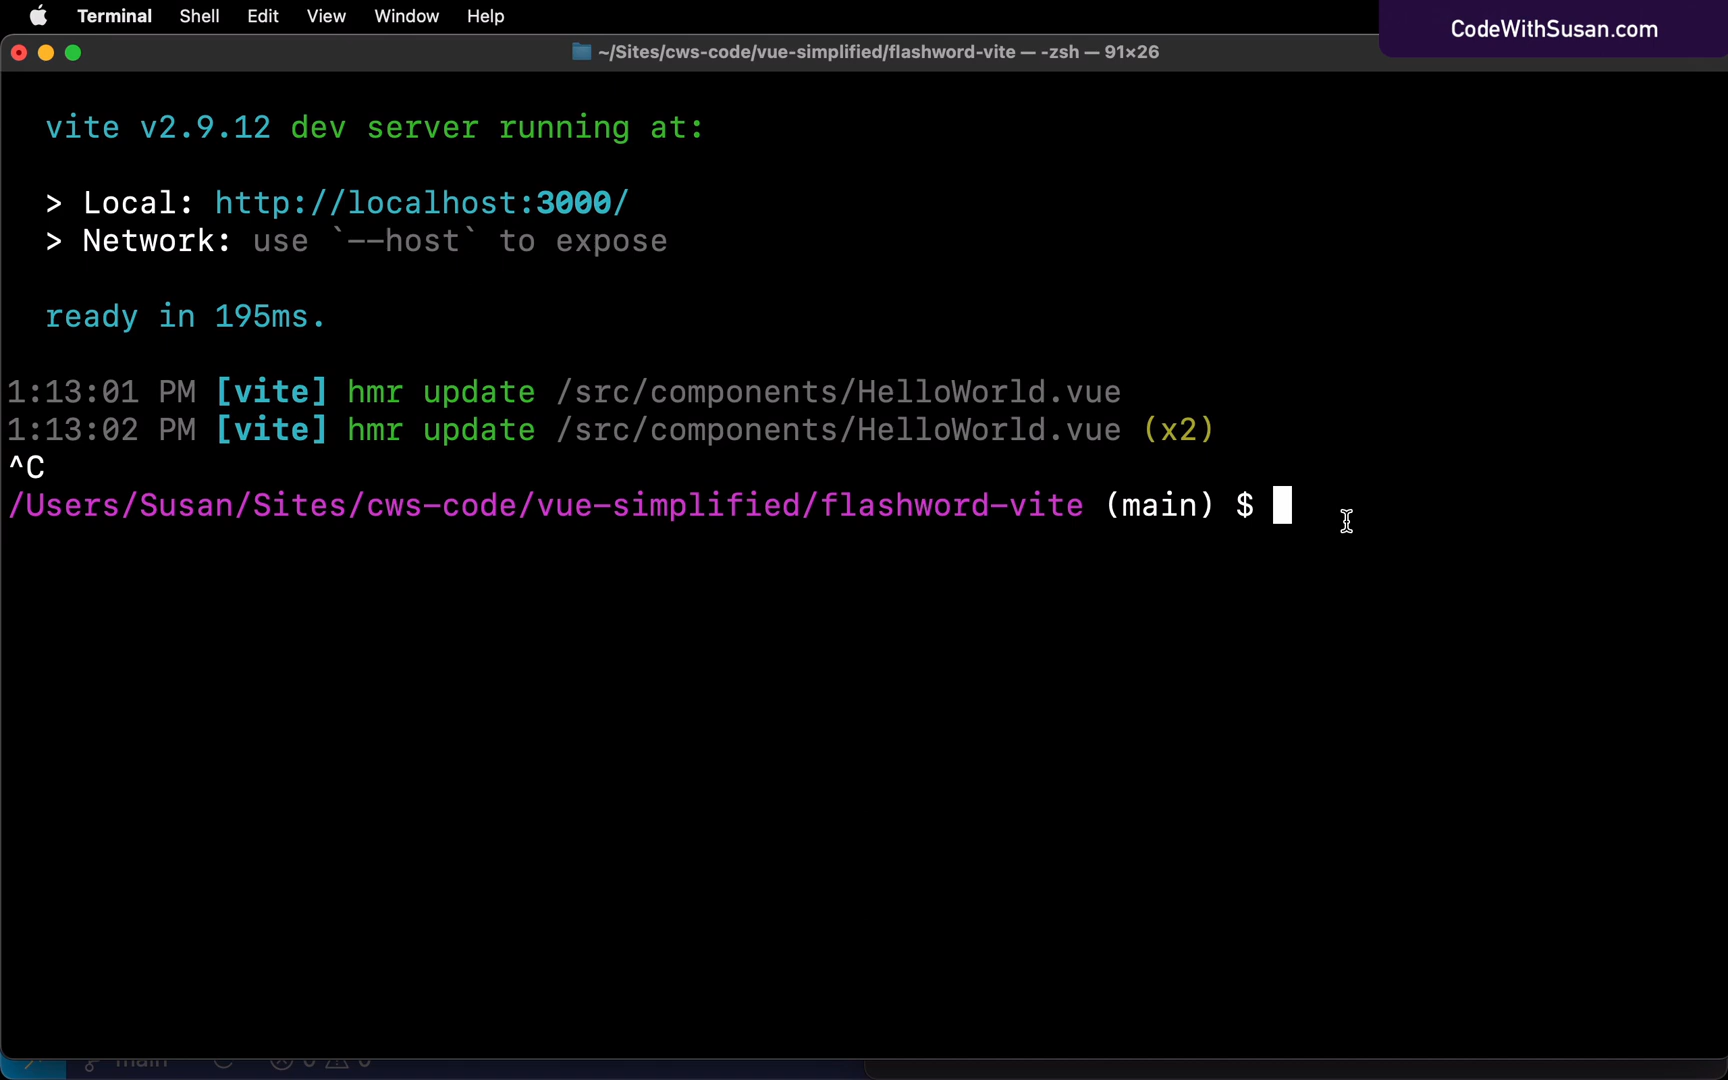 Terminal Shell Edit View Window Help
CodeWithSusan.com
~/Sites/cws-code/vue-simplified/flashword-vite — -zsh — 91×26
vite v2.9.12 dev server running at:
> Local: http://localhost:3000/
> Network: use `--host` to expose
ready in 195ms.
1:13:01 PM [vite] hmr update /src/components/HelloWorld.vue
1:13:02 PM [vite] hmr update /src/components/HelloWorld.vue (x2)
^C
/Users/Susan/Sites/cws-code/vue-simplified/flashword-vite (main) $
main 0 0